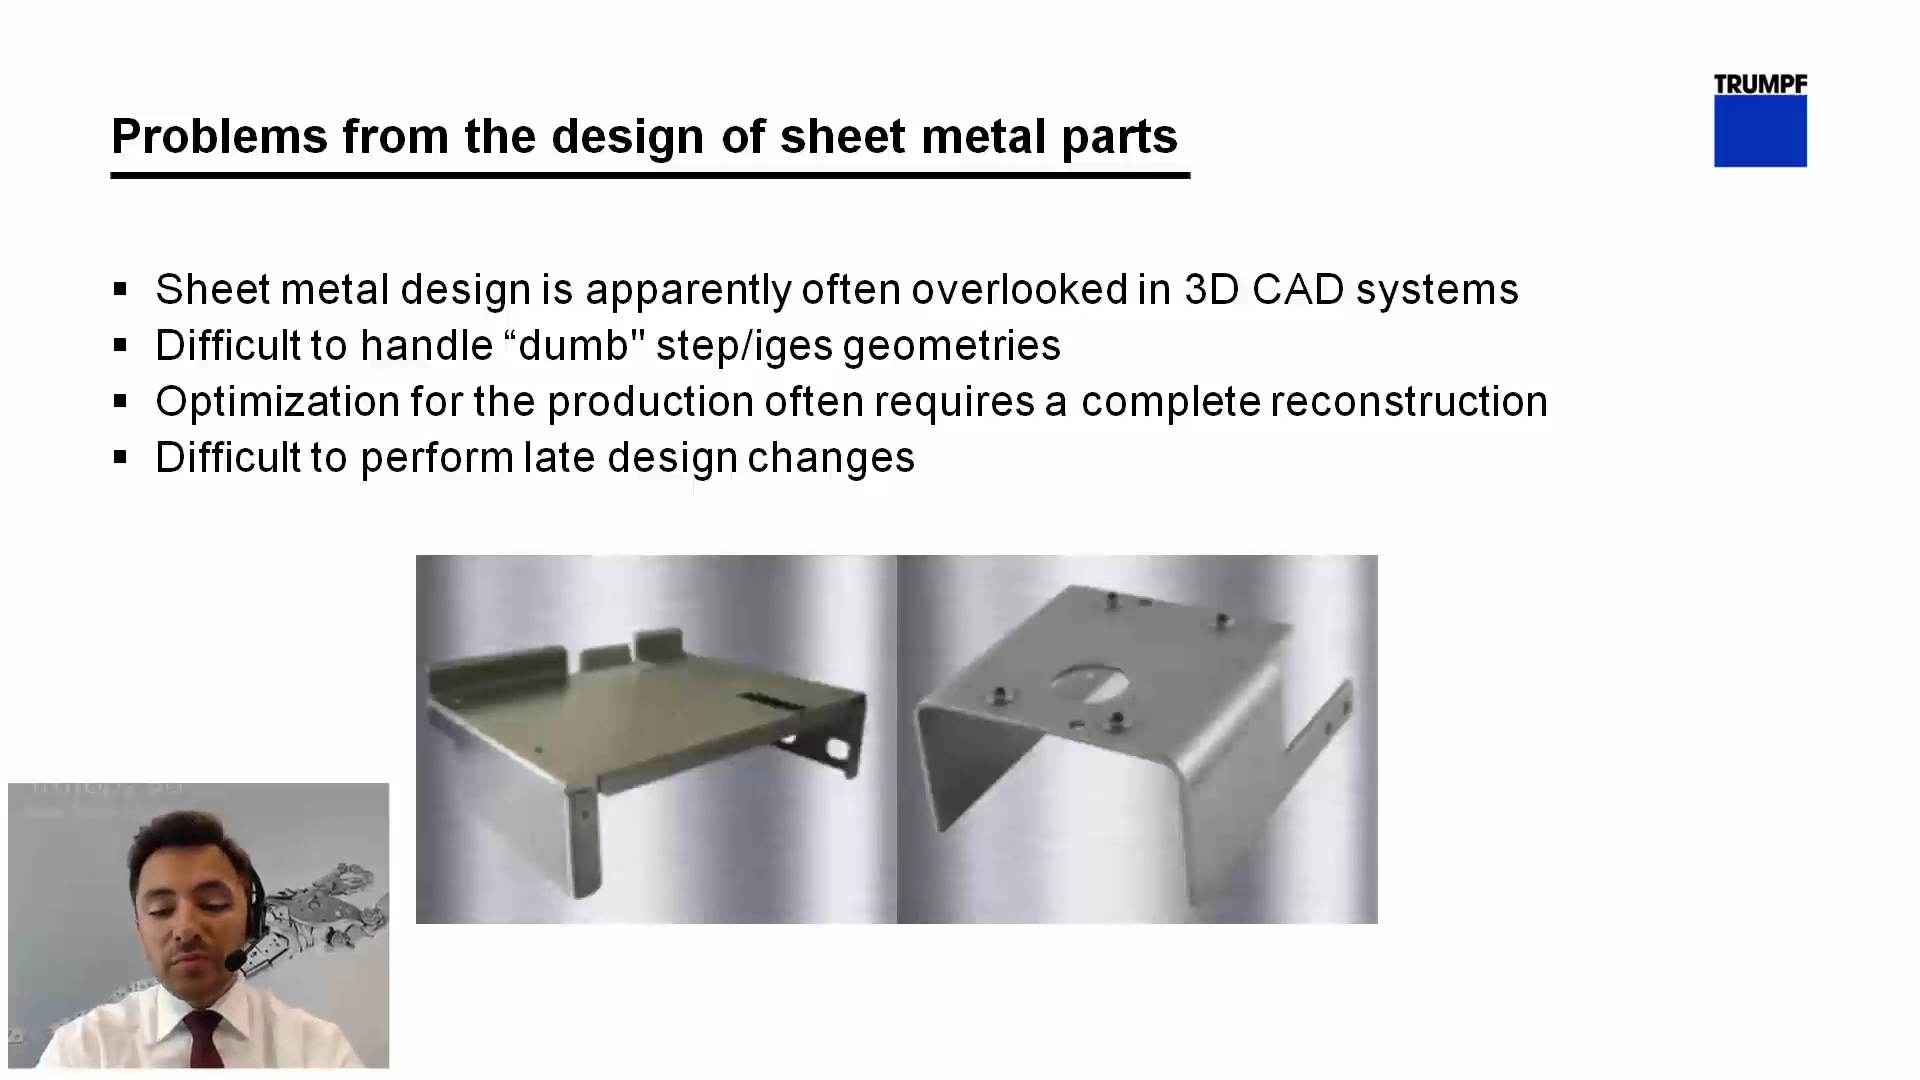 TRUMPF
Problems from the design of sheet metal parts
▪ Sheet metal design is apparently often overlooked in 3D CAD systems
▪ Difficult to handle “dumb" step/iges geometries
▪ Optimization for the production often requires a complete reconstruction
▪ Difficult to perform late design changes